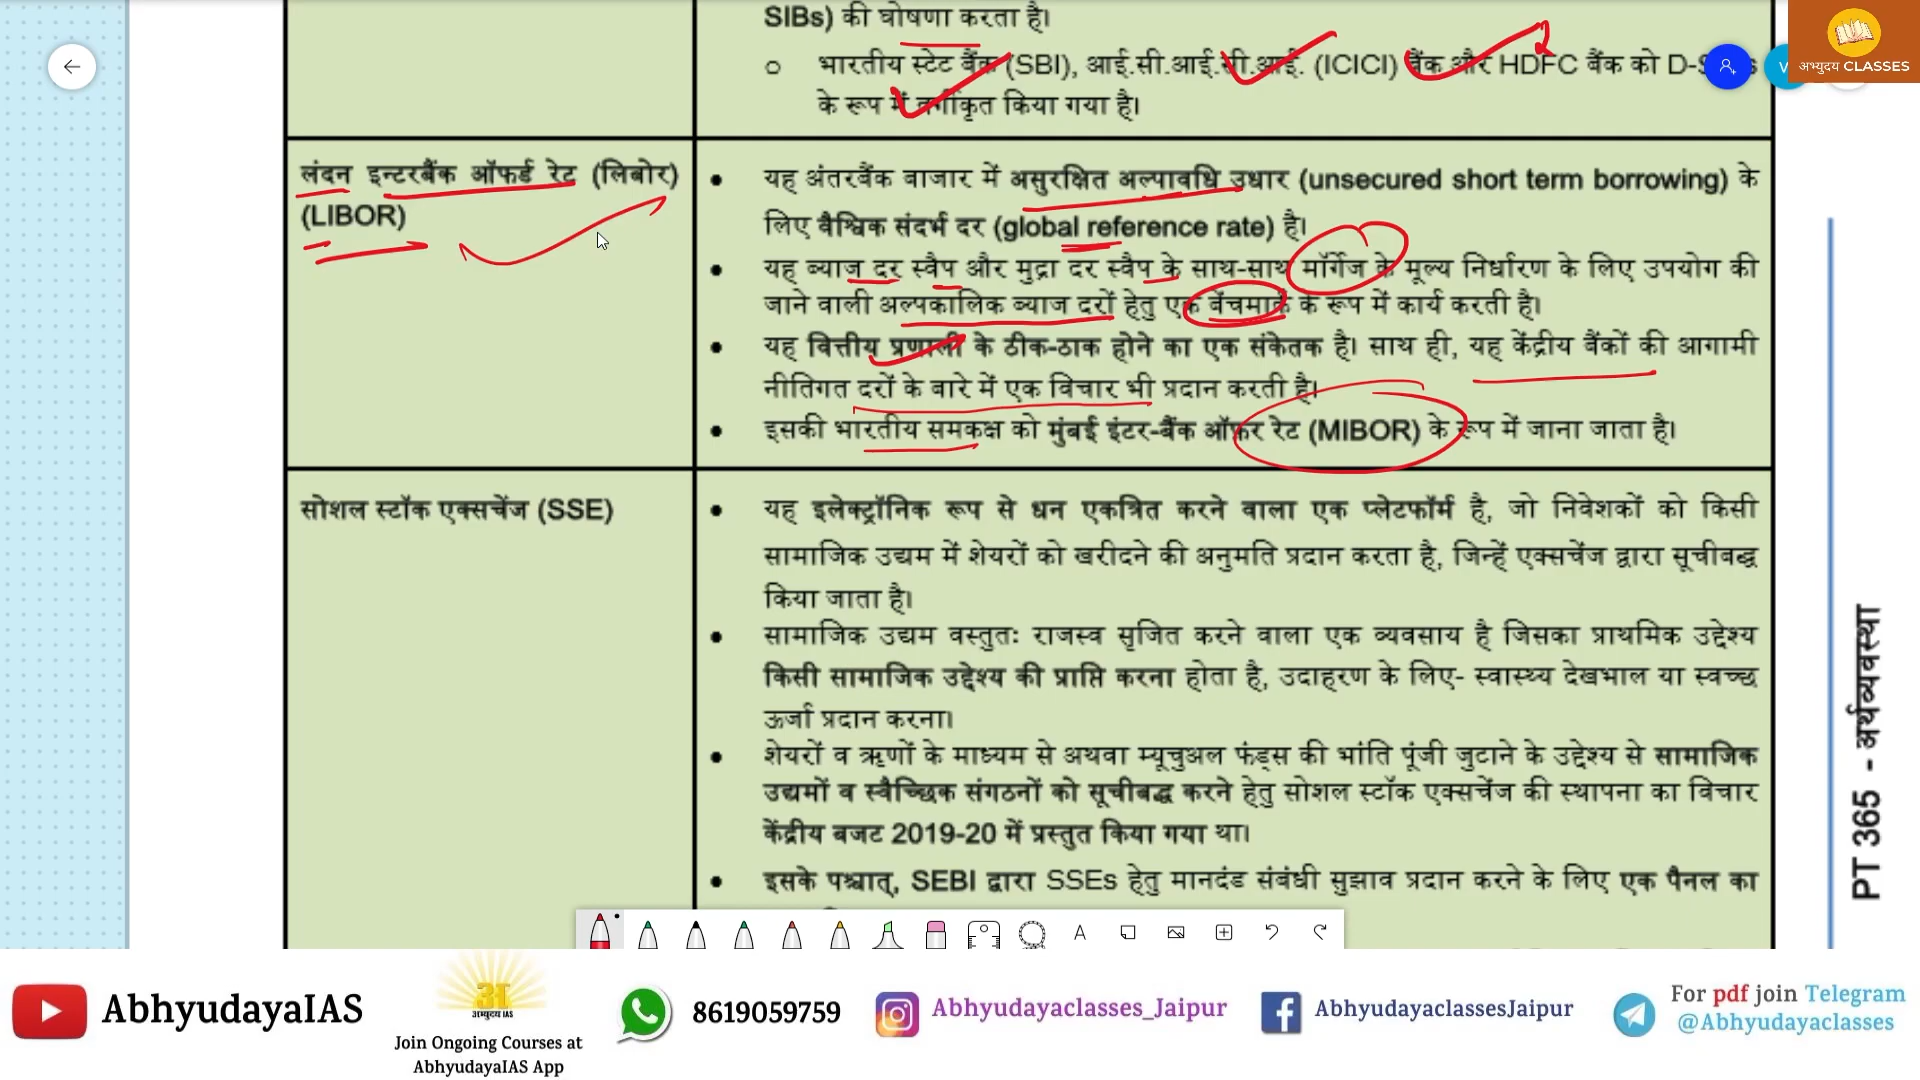 SIBs) की घोषणा करता है।
भारतीय स्टेट बैंक (SBI), आई.सी.आई.सी.आई. (ICICI) बैंक और HDFC बैंक को D-S
के रूप में वर्गीकृत किया गया है।
अभ्युदय CLASSES
लंदन इन्टरबैंक ऑफर्ड रेट (लिबोर)
(LIBOR)
यह अंतरबैंक बाजार में असुरक्षित अल्पावधि उधार (unsecured short term borrowing) के
लिए वैश्विक संदर्भ दर (global reference rate) है।
यह ब्याज दर स्वैप और मुद्रा दर स्वैप के साथ-साथ मॉर्गेज के मूल्य निर्धारण के लिए उपयोग की
जाने वाली अल्पकालिक ब्याज दरों हेतु एक बेंचमार्क के रूप में कार्य करती है।
यह वित्तीय प्रणाली के ठीक-ठाक होने का एक संकेतक है। साथ ही, यह केंद्रीय बैंकों की आगामी
नीतिगत दरों के बारे में एक विचार भी प्रदान करती है।
इसकी भारतीय समकक्ष को मुंबई इंटर-बैंक ऑफर रेट (MIBOR) के रूप में जाना जाता है।
सोशल स्टॉक एक्सचेंज (SSE)
यह इलेक्ट्रॉनिक रूप से धन एकत्रित करने वाला एक प्लेटफॉर्म है, जो निवेशकों को किसी
सामाजिक उद्यम में शेयरों को खरीदने की अनुमति प्रदान करता है, जिन्हें एक्सचेंज द्वारा सूचीबद्ध
किया जाता है।
सामाजिक उद्यम वस्तुतः राजस्व सृजित करने वाला एक व्यवसाय है जिसका प्राथमिक उद्देश्य
किसी सामाजिक उद्देश्य की प्राप्ति करना होता है, उदाहरण के लिए- स्वास्थ्य देखभाल या स्वच्छ
ऊर्जा प्रदान करना।
शेयरों व ऋणों के माध्यम से अथवा म्यूचुअल फंड्स की भांति पूंजी जुटाने के उद्देश्य से सामाजिक
उद्यमों व स्वैच्छिक संगठनों को सूचीबद्ध करने हेतु सोशल स्टॉक एक्सचेंज की स्थापना का विचार
केंद्रीय बजट 2019-20 में प्रस्तुत किया गया था।
इसके पश्चात्, SEBI द्वारा SSEs हेतु मानदंड संबंधी सुझाव प्रदान करने के लिए एक पैनल का
PT 365 - अर्थव्यवस्था
AbhyudayaIAS
अभ्युदय IAS
Join Ongoing Courses at
AbhyudayaIAS App
8619059759
Abhyudayaclasses_Jaipur
AbhyudayaclassesJaipur
For pdf join Telegram
@Abhyudayaclasses